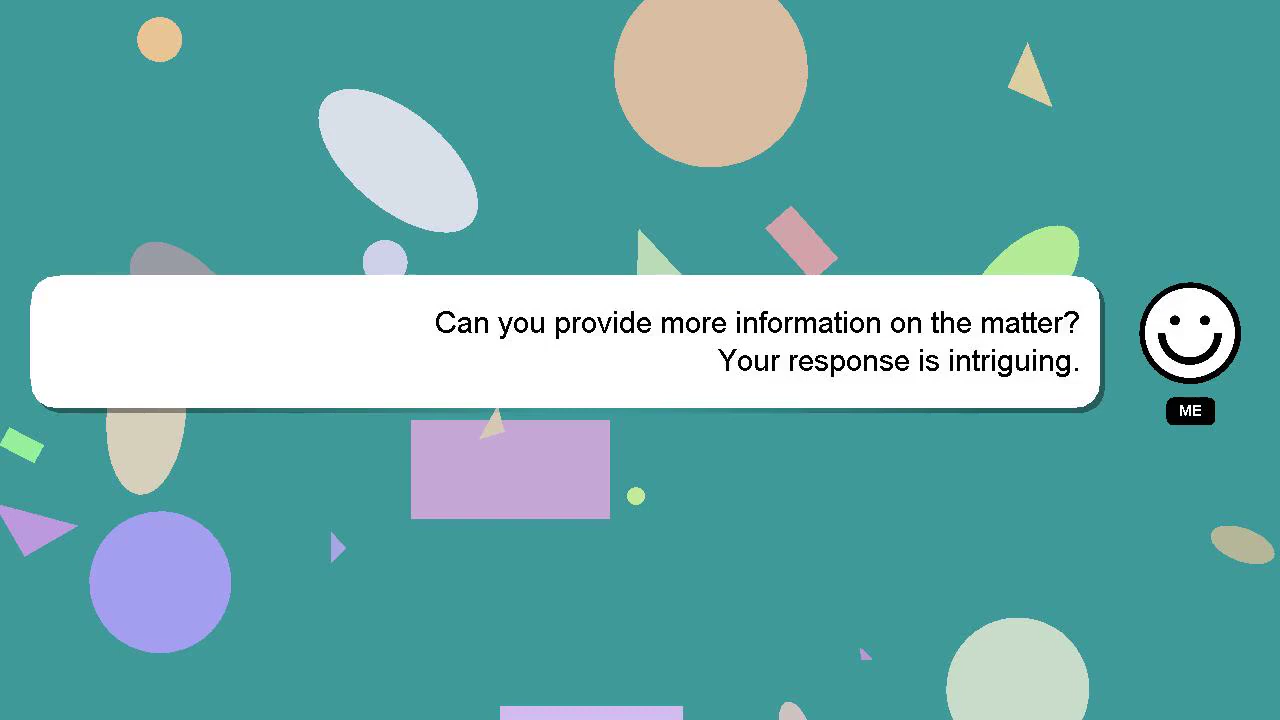 Can you provide more information on the matter?
Your response is intriguing.
ME